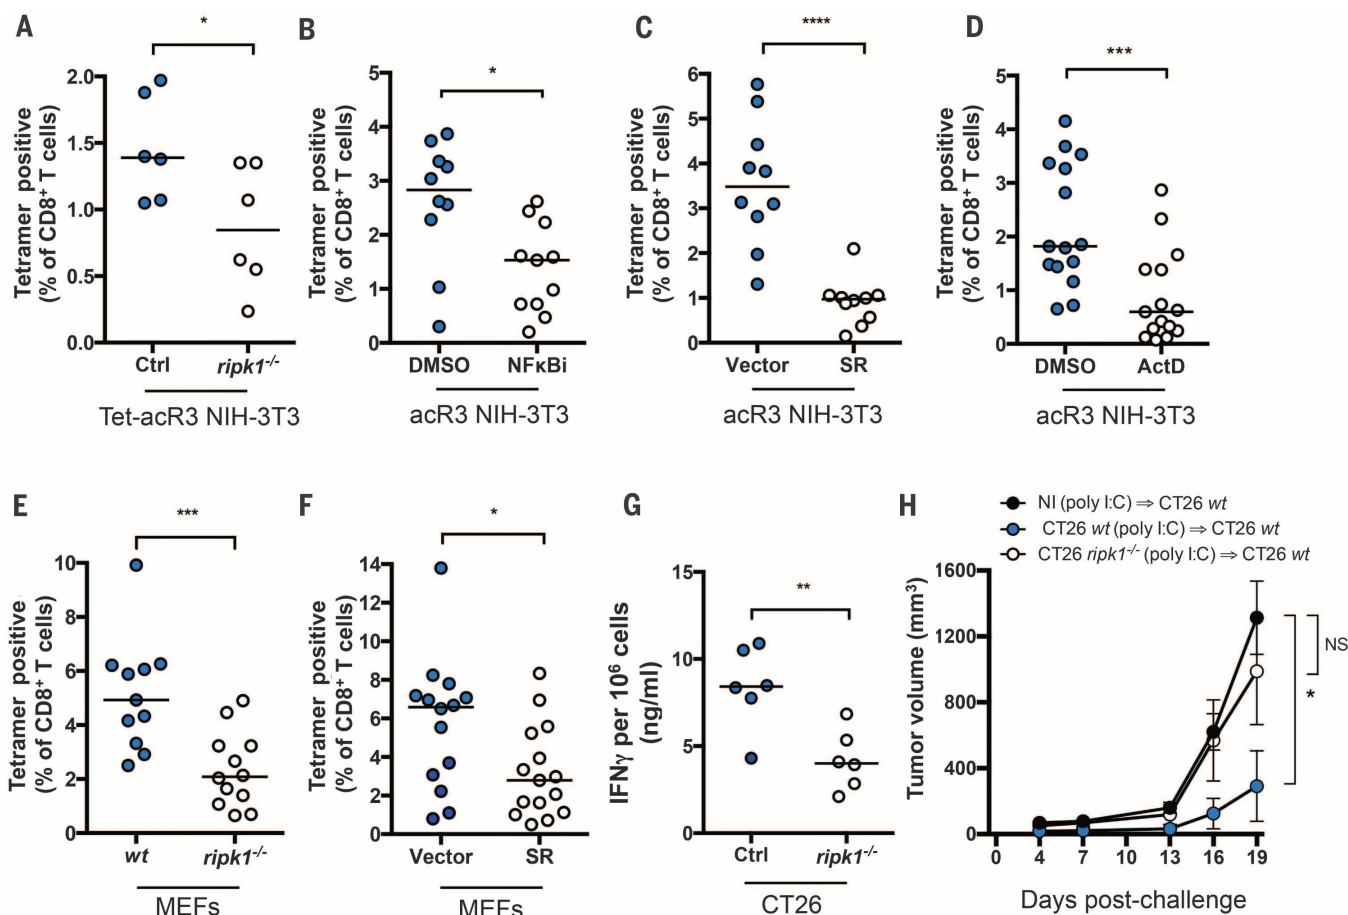 A
*
Tetramer positive
(% of CD8⁺ T cells)
2.0
1.5
1.0
0.5
0.0
Ctrl
ripk1⁻/⁻
Tet-acR3 NIH-3T3
B
*
Tetramer positive
(% of CD8⁺ T cells)
5
4
3
2
1
0
DMSO
NFκBi
acR3 NIH-3T3
C
****
Tetramer positive
(% of CD8⁺ T cells)
6
5
4
3
2
1
0
Vector
SR
acR3 NIH-3T3
D
***
Tetramer positive
(% of CD8⁺ T cells)
5
4
3
2
1
0
DMSO
ActD
acR3 NIH-3T3
E
***
Tetramer positive
(% of CD8⁺ T cells)
10
8
6
4
2
0
wt
ripk1⁻/⁻
MEFs
F
*
Tetramer positive
(% of CD8⁺ T cells)
14
12
10
8
6
4
2
0
Vector
SR
MEFs
G
**
IFNγ per 10⁶ cells
(ng/ml)
15
10
5
0
Ctrl
ripk1⁻/⁻
CT26
H
NI (poly I:C) ⇒ CT26 wt
CT26 wt (poly I:C) ⇒ CT26 wt
CT26 ripk1⁻/⁻ (poly I:C) ⇒ CT26 wt
Tumor volume (mm³)
1600
1200
800
400
0
NS
*
0 4 7 10 13 16 19
Days post-challenge